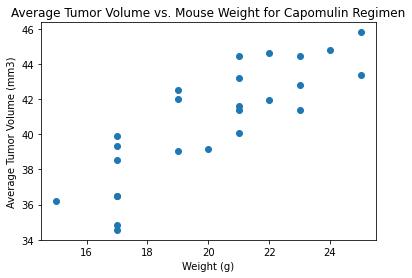 Average Tumor Volume vs. Mouse Weight for Capomulin Regimen
46
44
42
40
38
36
34
Average Tumor Volume (mm3)
16 18 20 22 24
Weight (g)